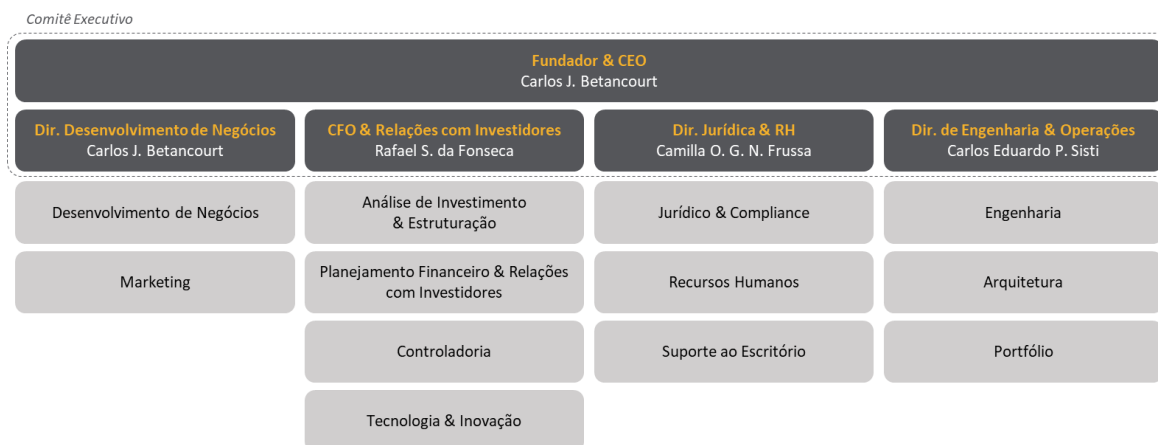 Comitê Executivo
Fundador & CEO
Carlos J. Betancourt
Dir. Desenvolvimento de Negócios
Carlos J. Betancourt
CFO & Relações com Investidores
Rafael S. da Fonseca
Dir. Jurídica & RH
Camilla O. G. N. Frussa
Dir. de Engenharia & Operações
Carlos Eduardo P. Sisti
Desenvolvimento de Negócios
Análise de Investimento
& Estruturação
Jurídico & Compliance
Engenharia
Marketing
Planejamento Financeiro & Relações
com Investidores
Recursos Humanos
Arquitetura
Controladoria
Suporte ao Escritório
Portfólio
Tecnologia & Inovação